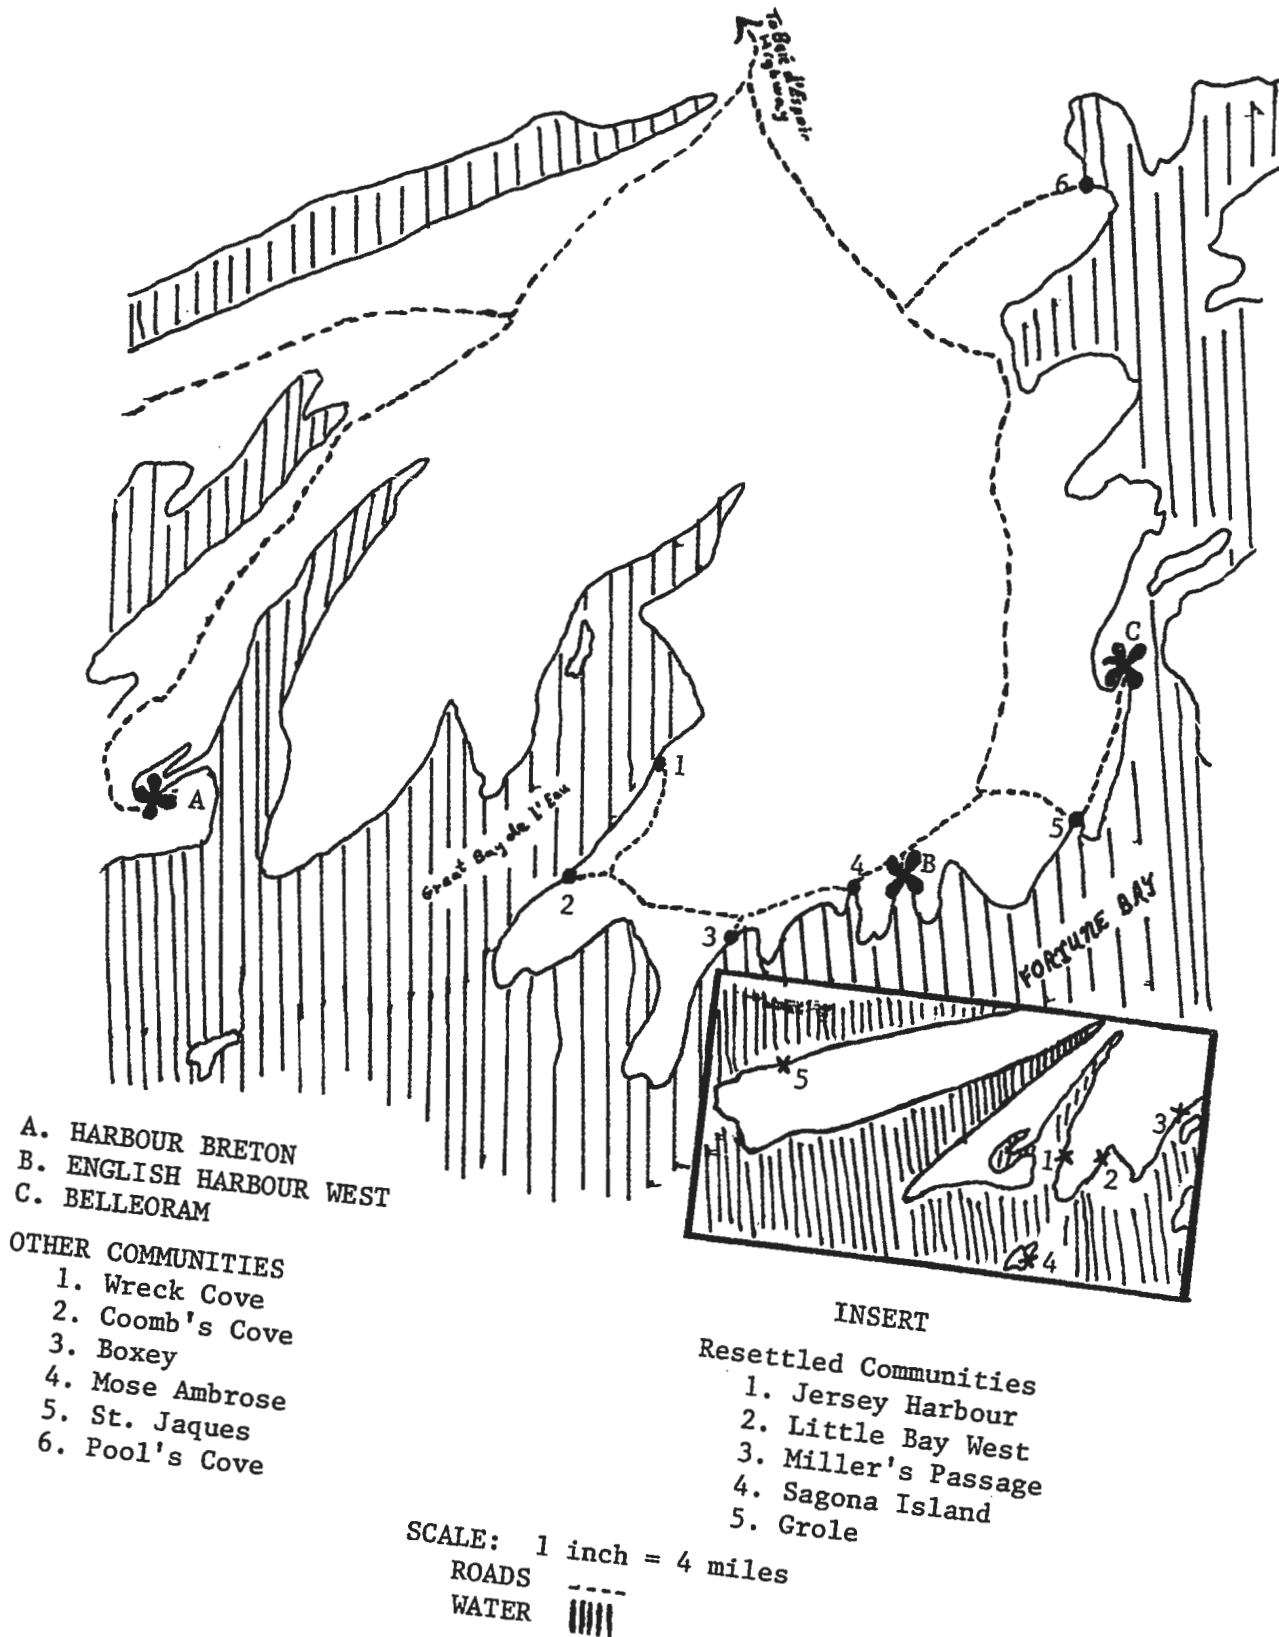 To Baie d'Espoir
Highway
6
C
1
A
Great Bay de l'Eau
5
4
B
2
3
FORTUNE BAY
5
3
1
2
4
A. HARBOUR BRETON
B. ENGLISH HARBOUR WEST
C. BELLEORAM
OTHER COMMUNITIES
1. Wreck Cove
2. Coomb's Cove
3. Boxey
4. Mose Ambrose
5. St. Jaques
6. Pool's Cove
INSERT
Resettled Communities
1. Jersey Harbour
2. Little Bay West
3. Miller's Passage
4. Sagona Island
5. Grole
SCALE: 1 inch = 4 miles
ROADS
WATER